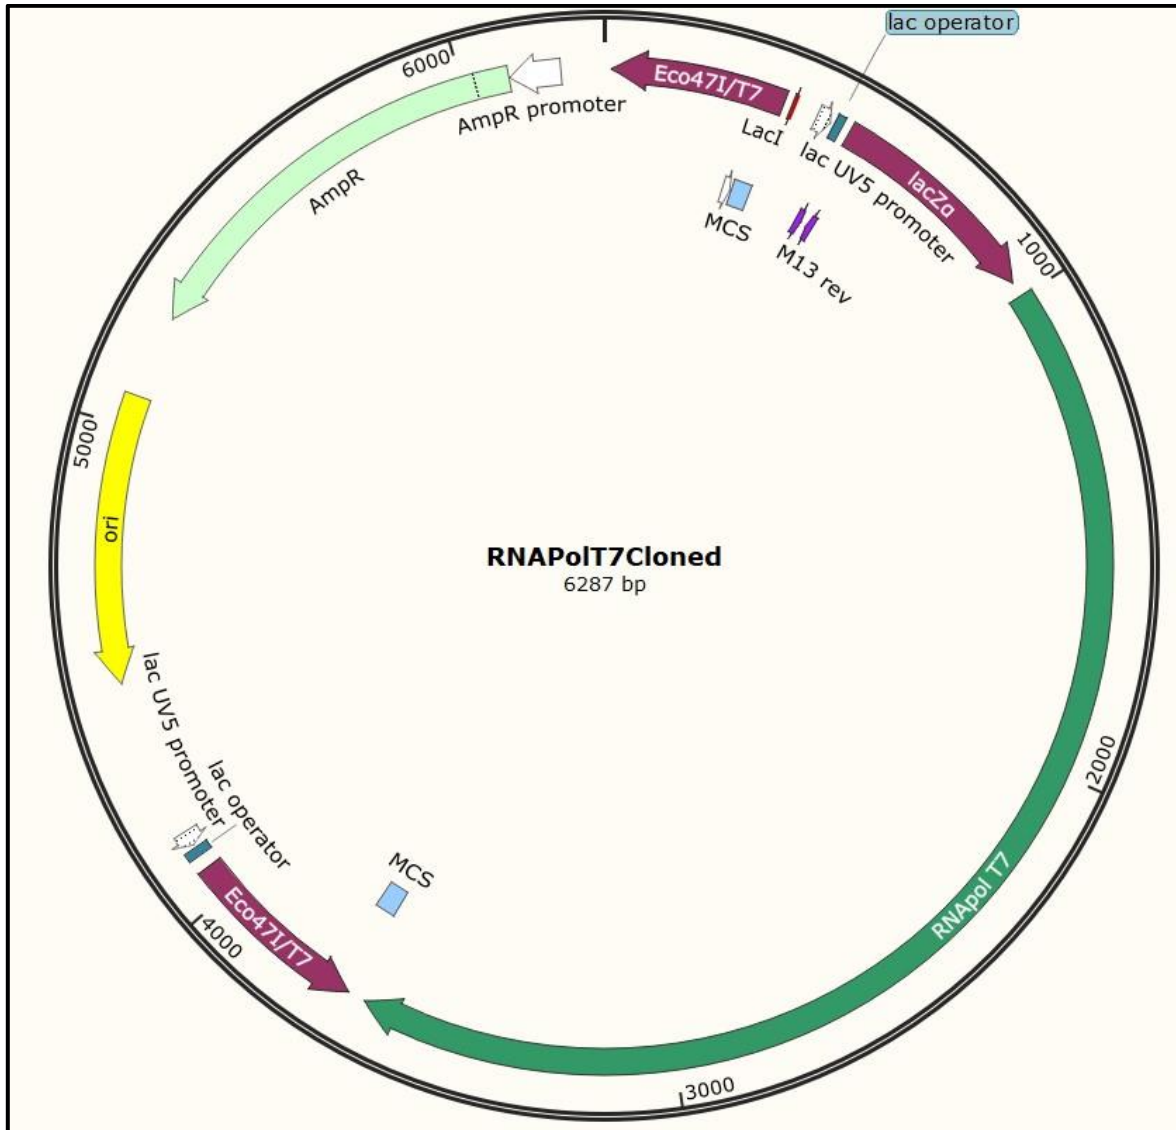 lac operator
6000
Eco47I/T7
AmpR promoter
LacI
lac UV5 promoter
lacZα
AmpR
MCS
M13 rev
1000
5000
ori
RNAPolT7Cloned
6287 bp
lac UV5 promoter
lac operator
2000
MCS
Eco47I/T7
RNApol T7
4000
3000